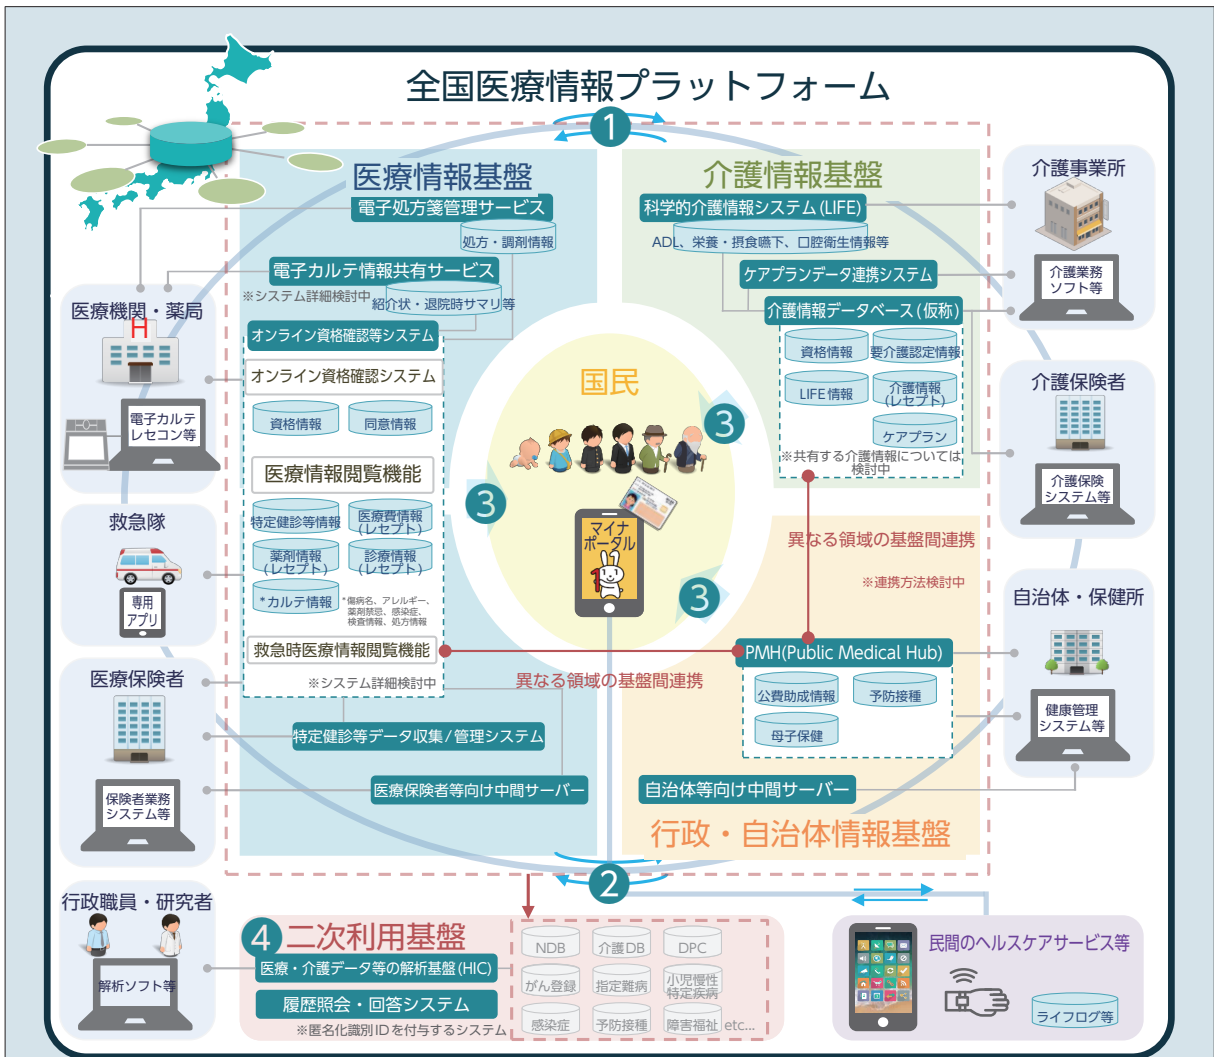 全国医療情報プラットフォーム
1
医療情報基盤
電子処方箋管理サービス
処方・調剤情報
電子カルテ情報共有サービス
※システム詳細検討中
紹介状・退院時サマリ等
オンライン資格確認等システム
オンライン資格確認システム
資格情報
同意情報
医療情報閲覧機能
特定健診等情報
医療費情報
(レセプト)
薬剤情報
(レセプト)
診療情報
(レセプト)
*カルテ情報
*傷病名、アレルギー、
薬剤禁忌、感染症、
検査情報、処方情報
救急時医療情報閲覧機能
※システム詳細検討中
特定健診等データ収集/管理システム
医療保険者等向け中間サーバー
介護情報基盤
科学的介護情報システム(LIFE)
ADL、栄養・摂食嚥下、口腔衛生情報等
ケアプランデータ連携システム
介護情報データベース(仮称)
資格情報
要介護認定情報
LIFE情報
介護情報
(レセプト)
ケアプラン
※共有する介護情報については
検討中
国民
3
3
3
マイナ
ポータル
異なる領域の基盤間連携
※連携方法検討中
異なる領域の基盤間連携
PMH(Public Medical Hub)
公費助成情報
予防接種
母子保健
自治体等向け中間サーバー
行政・自治体情報基盤
2
医療機関・薬局
H
電子カルテ
レセコン等
救急隊
専用
アプリ
医療保険者
保険者業務
システム等
行政職員・研究者
解析ソフト等
介護事業所
介護業務
ソフト等
介護保険者
介護保険
システム等
自治体・保健所
健康管理
システム等
4
二次利用基盤
医療・介護データ等の解析基盤(HIC)
履歴照会・回答システム
※匿名化識別IDを付与するシステム
NDB
介護DB
DPC
がん登録
指定難病
小児慢性
特定疾病
感染症
予防接種
障害福祉
etc...
民間のヘルスケアサービス等
ライフログ等